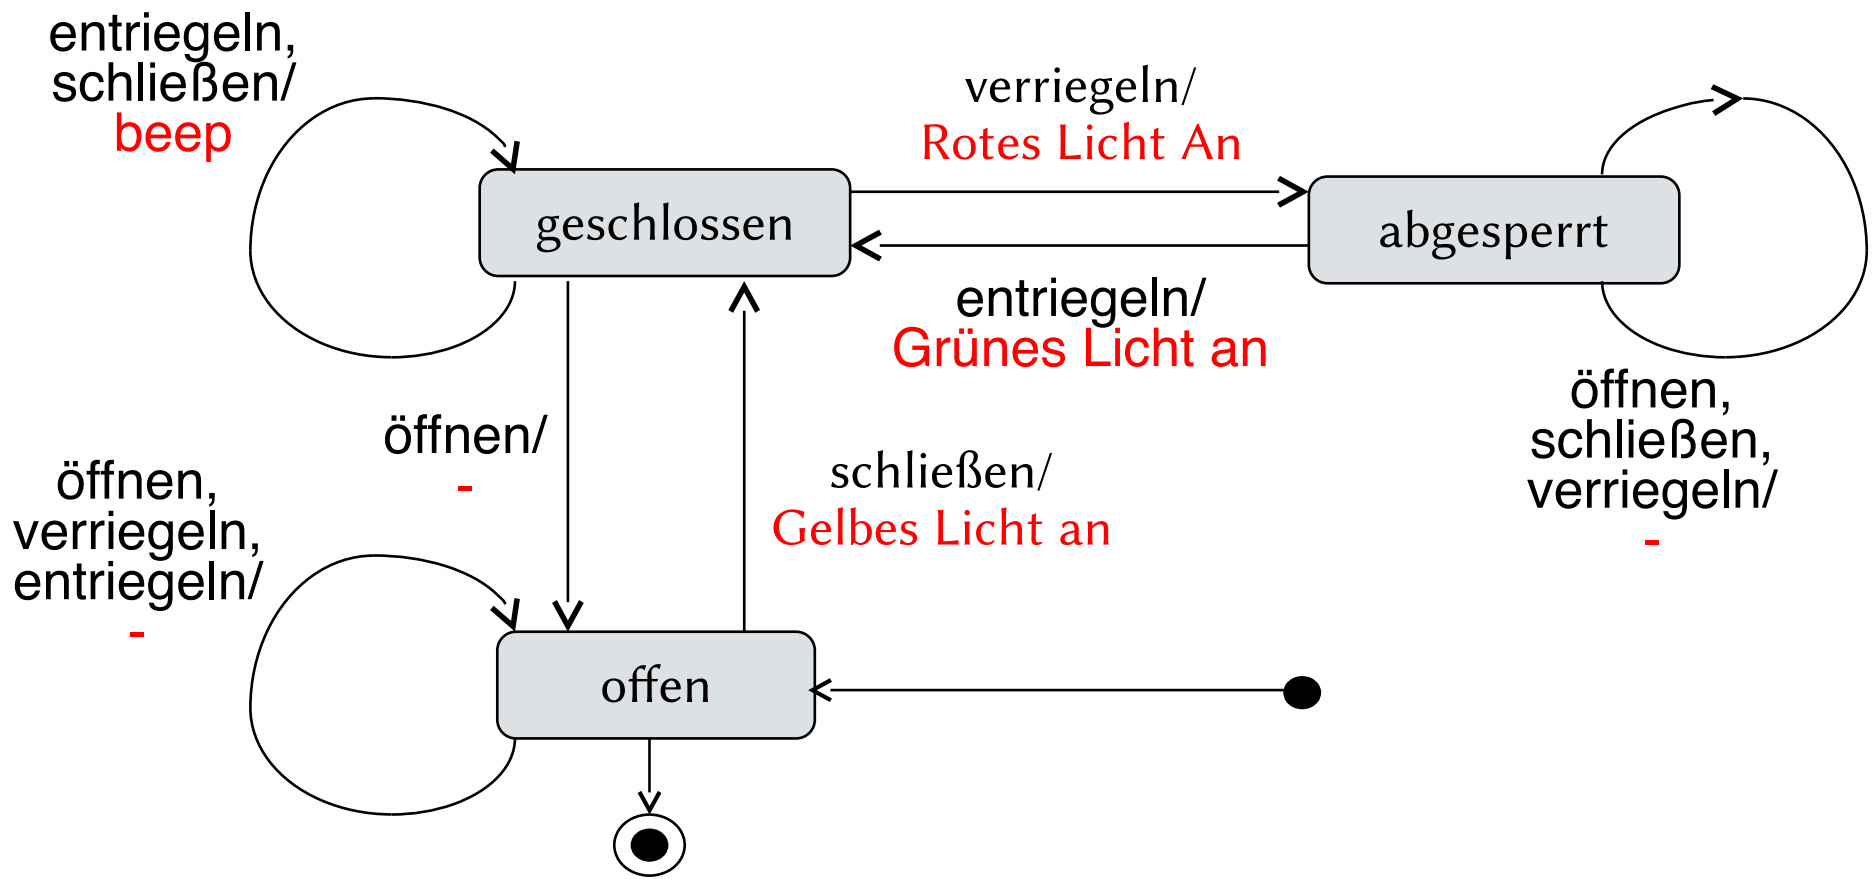 entriegeln,
schließen/
beep
verriegeln/
Rotes Licht An
geschlossen
abgesperrt
entriegeln/
Grünes Licht an
öffnen/
-
öffnen,
schließen,
verriegeln/
-
schließen/
Gelbes Licht an
öffnen,
verriegeln,
entriegeln/
-
offen